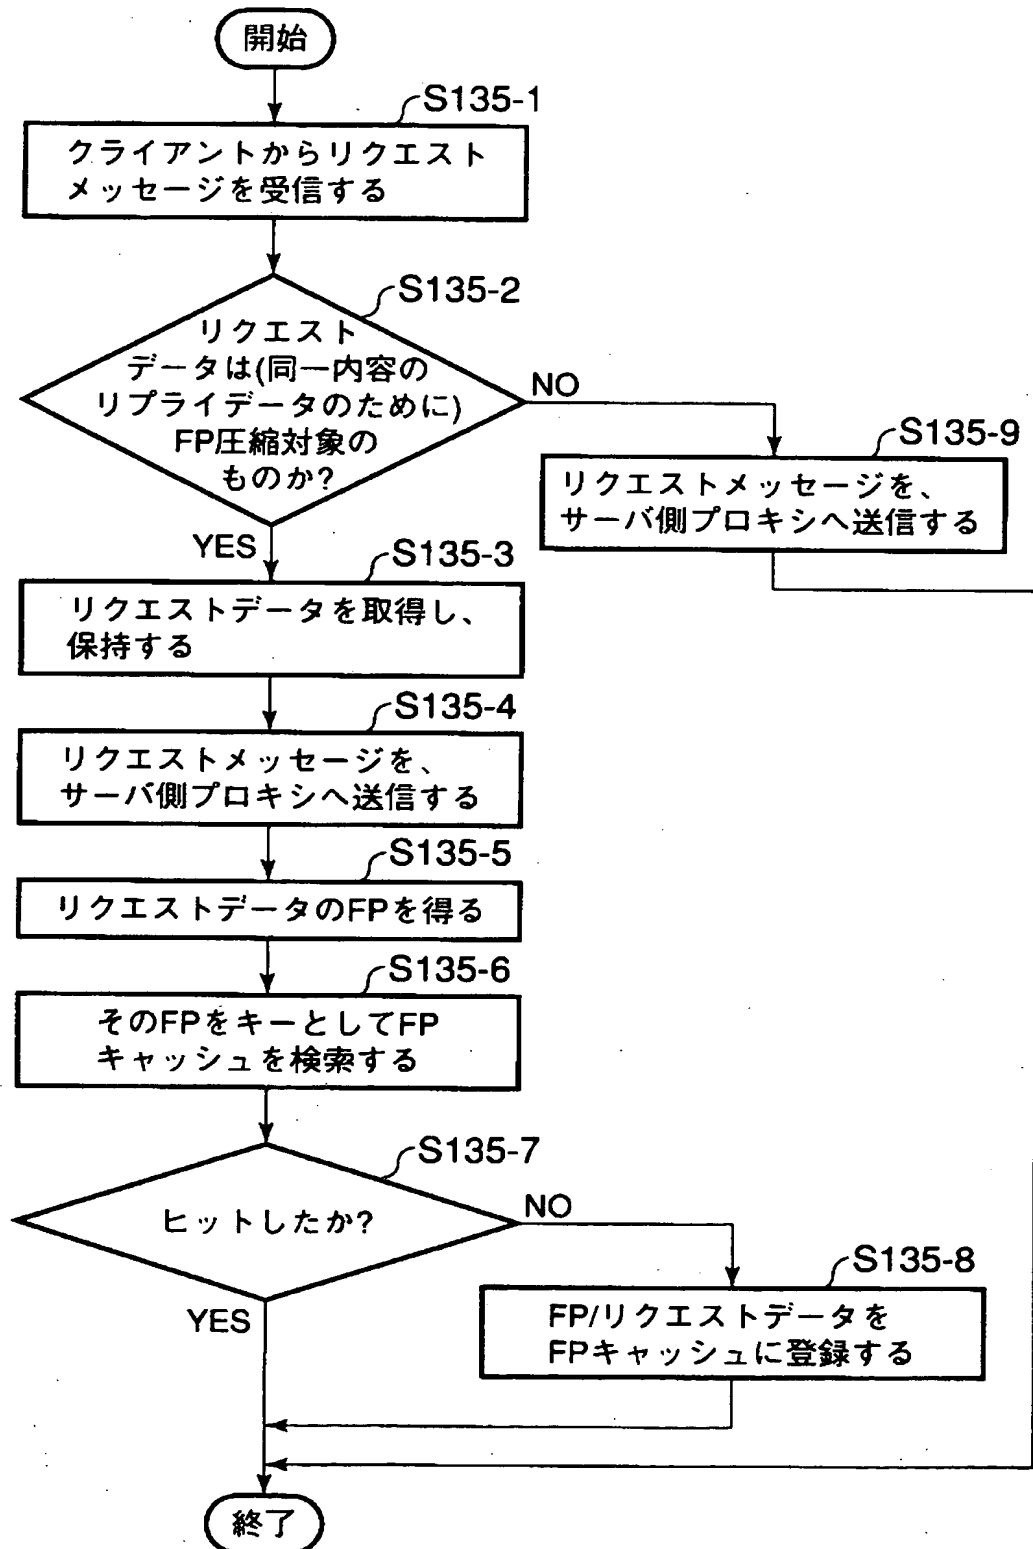 開始
S135-1
クライアントからリクエスト
メッセージを受信する
S135-2
リクエスト
データは(同一内容の
リプライデータのために)
FP圧縮対象の
ものか?
NO
S135-9
リクエストメッセージを、
サーバ側プロキシへ送信する
YES
S135-3
リクエストデータを取得し、
保持する
S135-4
リクエストメッセージを、
サーバ側プロキシへ送信する
S135-5
リクエストデータのFPを得る
S135-6
そのFPをキーとしてFP
キャッシュを検索する
S135-7
ヒットしたか?
NO
S135-8
FP/リクエストデータを
FPキャッシュに登録する
YES
終了